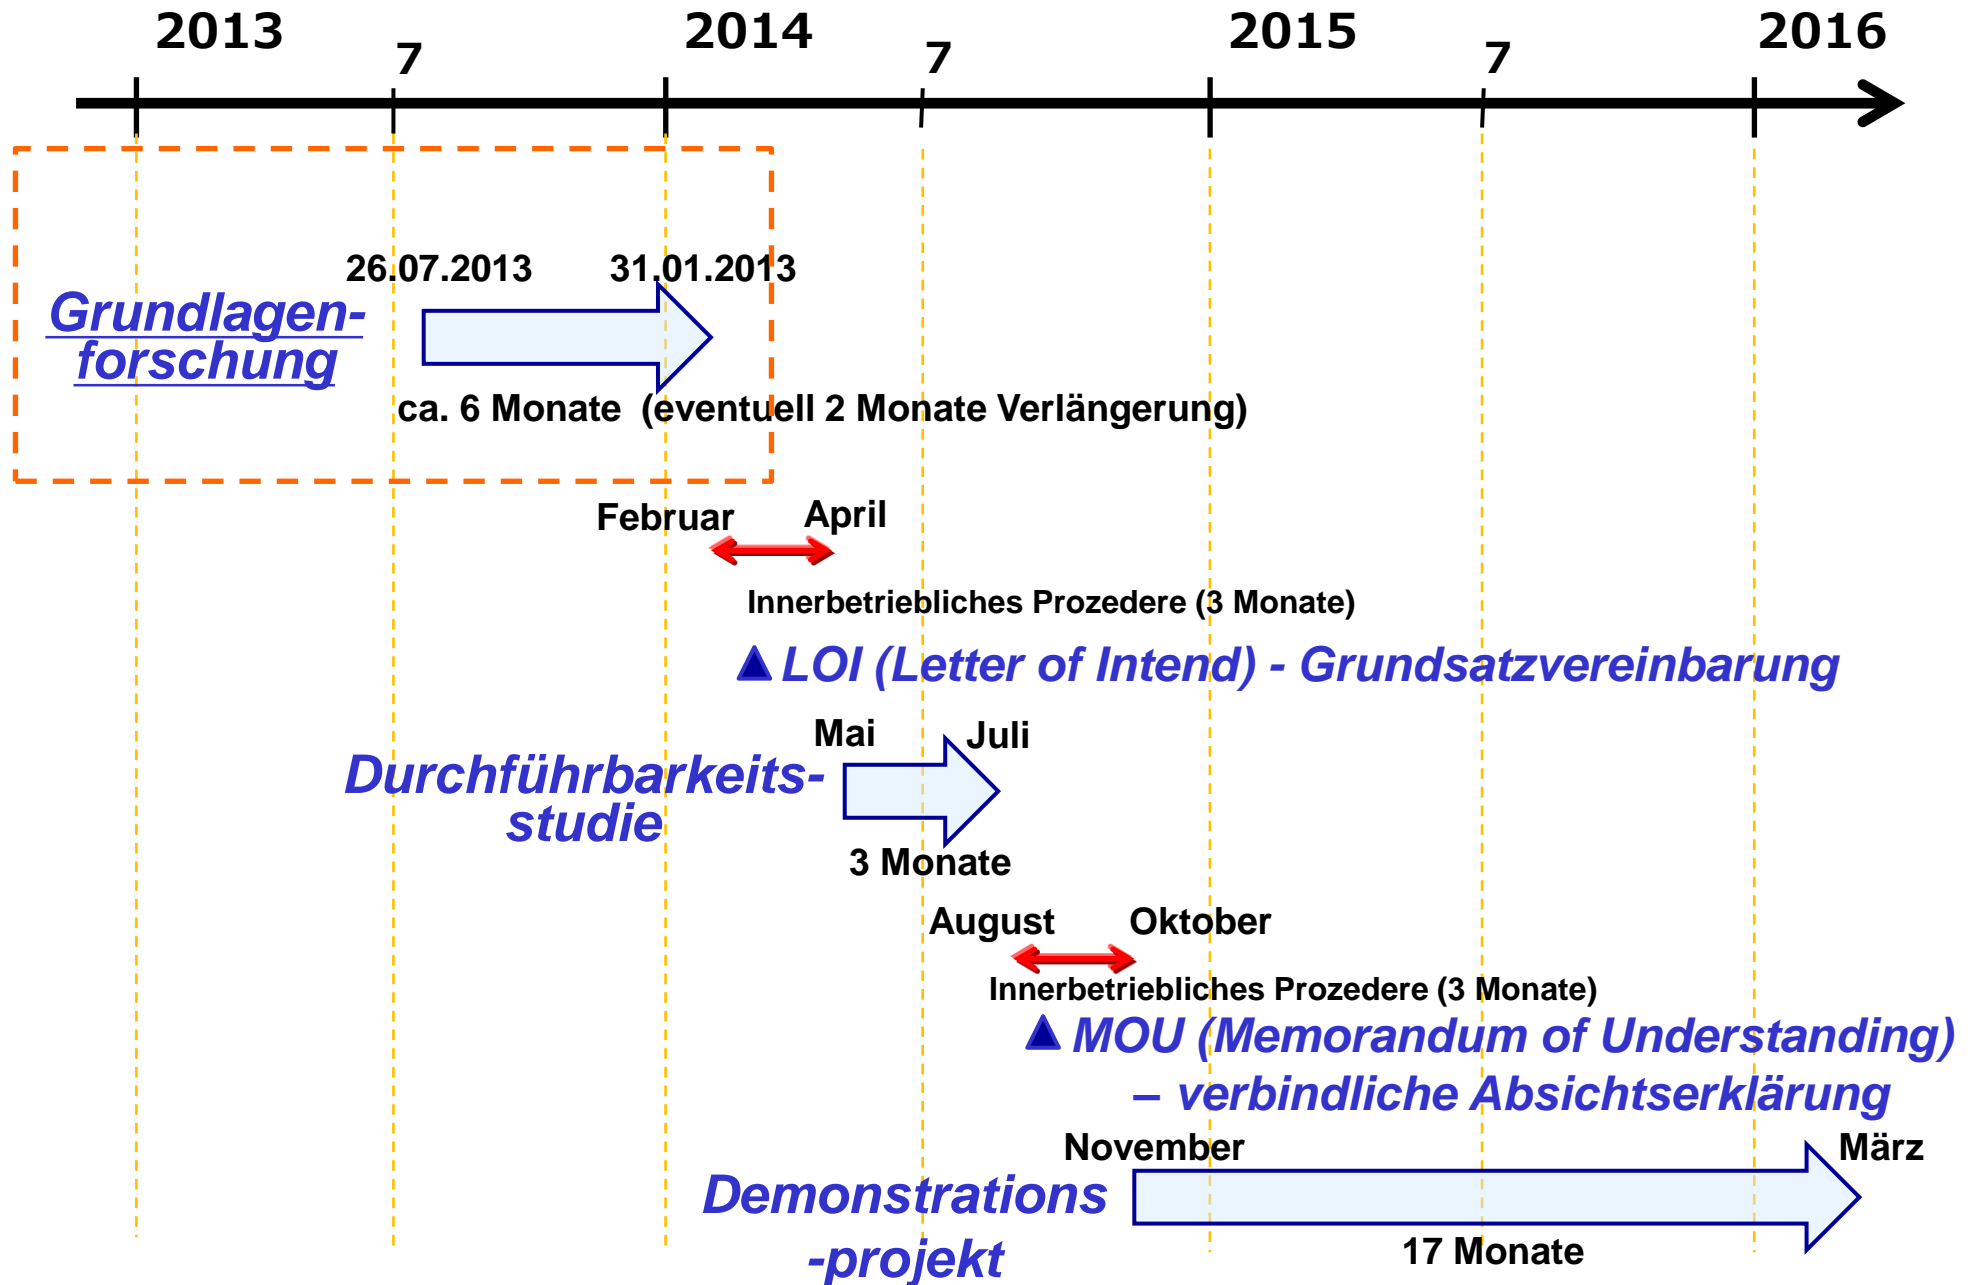 2013 7 2014 7 2015 7 2016
26.07.2013 31.01.2013
Grundlagen-
forschung
ca. 6 Monate (eventuell 2 Monate Verlängerung)
Februar April
Innerbetriebliches Prozedere (3 Monate)
LOI (Letter of Intend) - Grundsatzvereinbarung
Mai Juli
Durchführbarkeits-
studie
3 Monate
August Oktober
Innerbetriebliches Prozedere (3 Monate)
MOU (Memorandum of Understanding)
– verbindliche Absichtserklärung
November März
Demonstrations
-projekt
17 Monate